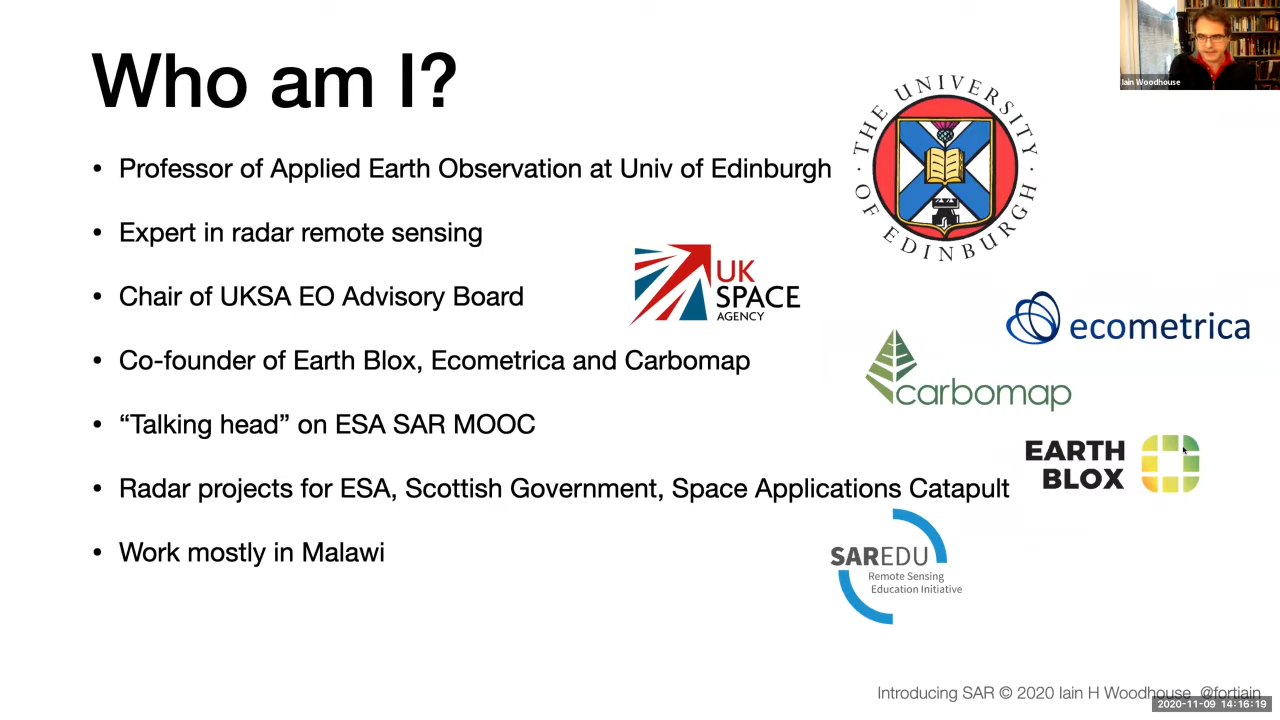 Who am I?
Iain Woodhouse
• Professor of Applied Earth Observation at Univ of Edinburgh
THE UNIVERSITY · OF EDINBURGH ·
• Expert in radar remote sensing
UK
SPACE
AGENCY
• Chair of UKSA EO Advisory Board
ecometrica
• Co-founder of Earth Blox, Ecometrica and Carbomap
carbomap
• “Talking head” on ESA SAR MOOC
EARTH
BLOX
• Radar projects for ESA, Scottish Government, Space Applications Catapult
• Work mostly in Malawi
SAREDU
Remote Sensing
Education Initiative
Introducing SAR © 2020 Iain H Woodhouse @fortiain
2020-11-09 14:16:19